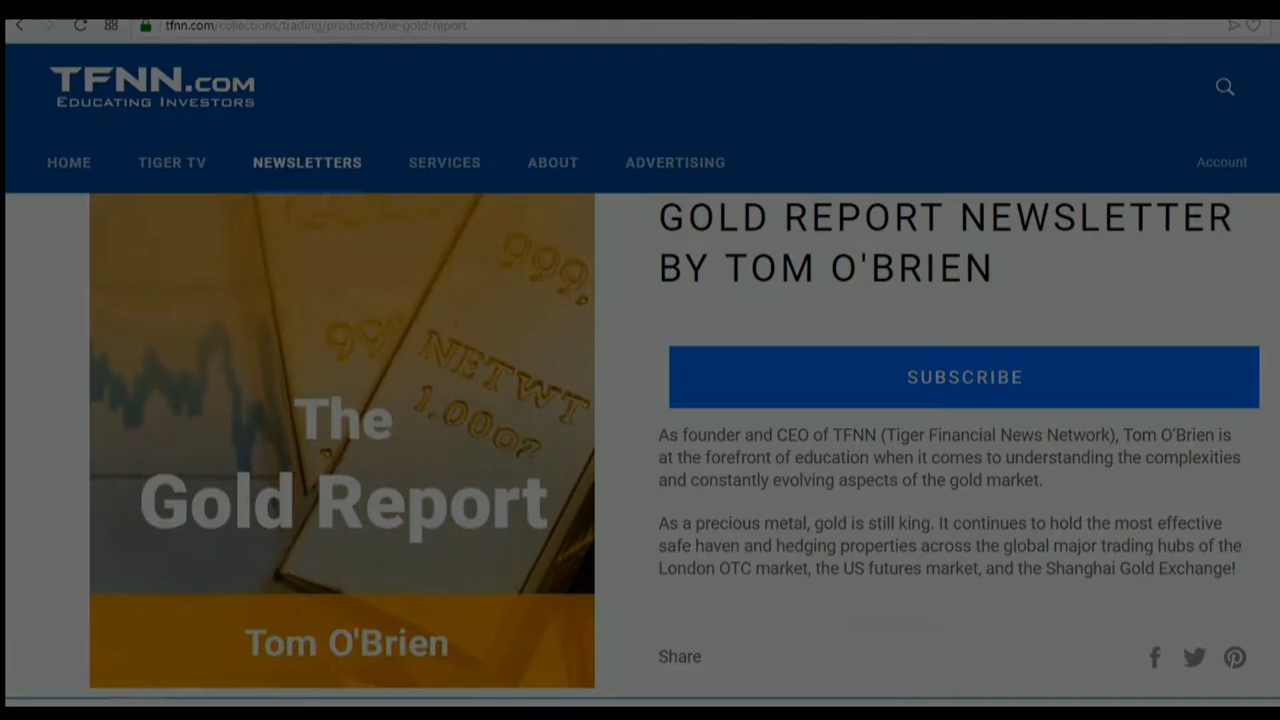 tfnn.com/collections/trading/products/the-gold-report
TFNN.COM
EDUCATING INVESTORS
HOME TIGER TV NEWSLETTERS SERVICES ABOUT ADVERTISING Account
GOLD REPORT NEWSLETTER
BY TOM O'BRIEN
GOLD
999,
999
NETWT
1.000Z
The
Gold Report
Tom O'Brien
SUBSCRIBE
As founder and CEO of TFNN (Tiger Financial News Network), Tom O'Brien is
at the forefront of education when it comes to understanding the complexities
and constantly evolving aspects of the gold market.
As a precious metal, gold is still king. It continues to hold the most effective
safe haven and hedging properties across the global major trading hubs of the
London OTC market, the US futures market, and the Shanghai Gold Exchange!
Share